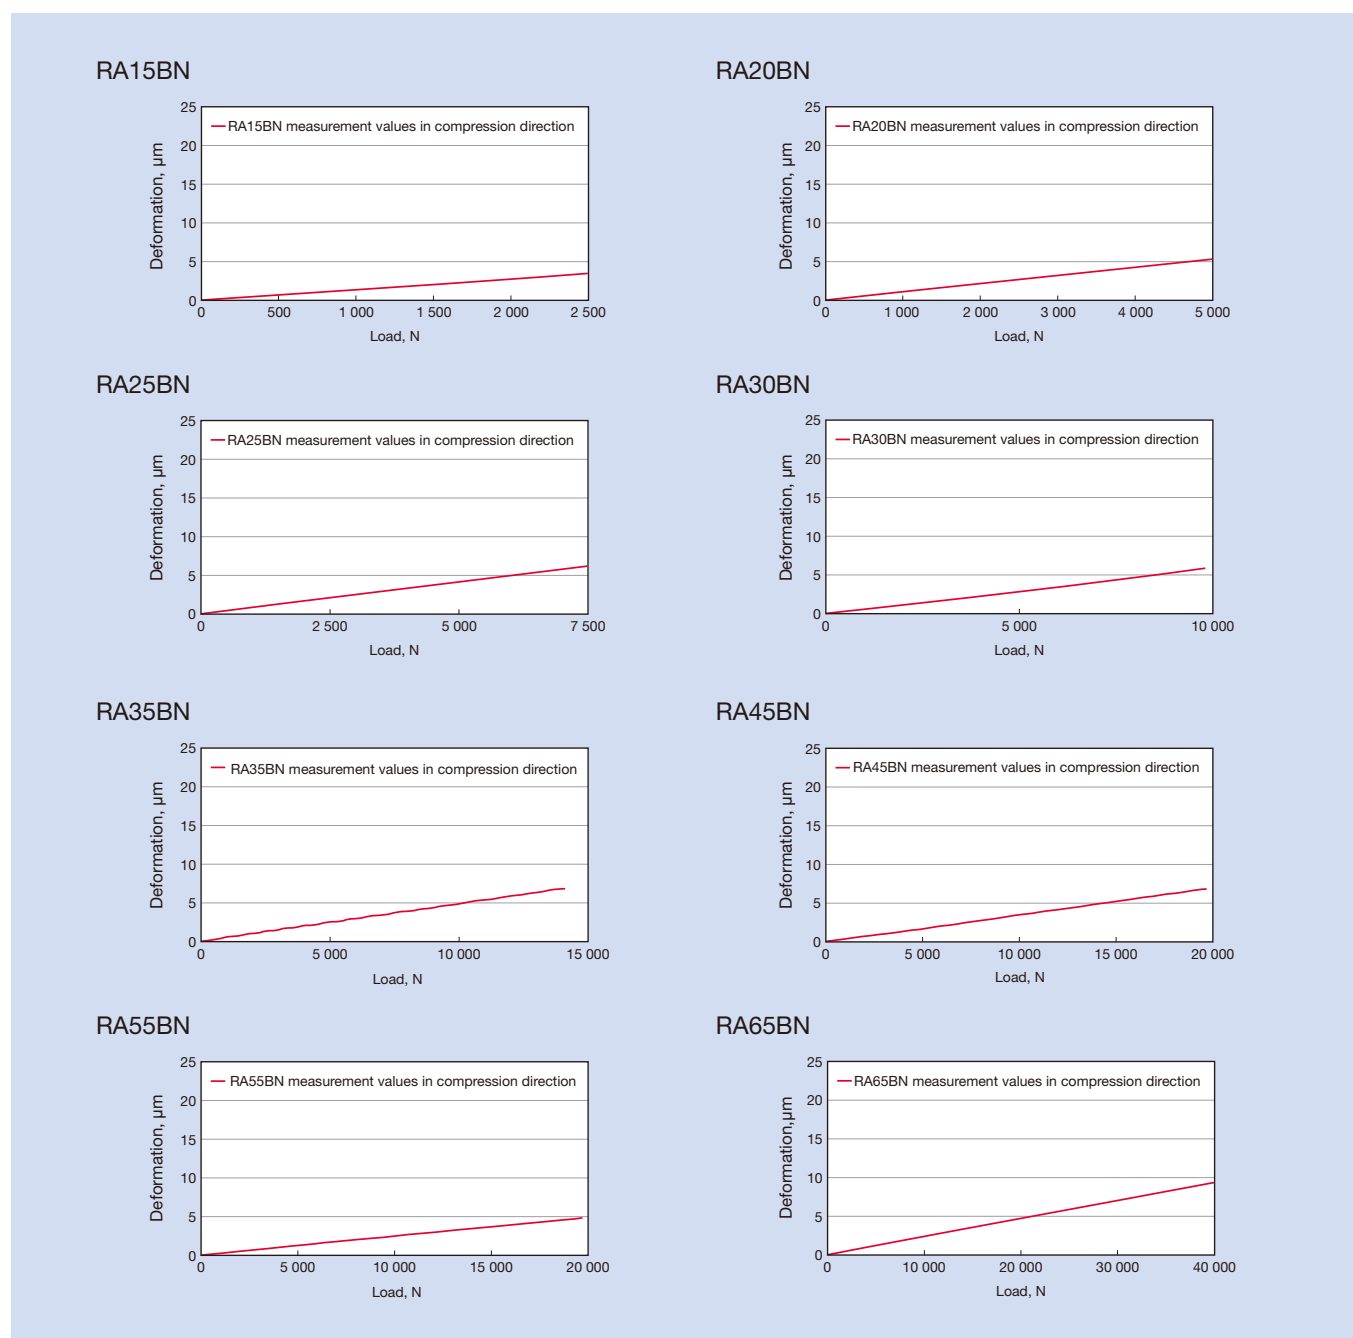 RA15BN
RA20BN
25
RA15BN measurement values in compression direction
20
15
10
5
0
Deformation, µm
0 500 1 000 1 500 2 000 2 500
Load, N
25
RA20BN measurement values in compression direction
20
15
10
5
0
Deformation, µm
0 1 000 2 000 3 000 4 000 5 000
Load, N
RA25BN
RA30BN
25
RA25BN measurement values in compression direction
20
15
10
5
0
Deformation, µm
0 2 500 5 000 7 500
Load, N
25
RA30BN measurement values in compression direction
20
15
10
5
0
Deformation, µm
0 5 000 10 000
Load, N
RA35BN
RA45BN
25
RA35BN measurement values in compression direction
20
15
10
5
0
Deformation, µm
0 5 000 10 000 15 000
Load, N
25
RA45BN measurement values in compression direction
20
15
10
5
0
Deformation, µm
0 5 000 10 000 15 000 20 000
Load, N
RA55BN
RA65BN
25
RA55BN measurement values in compression direction
20
15
10
5
0
Deformation, µm
0 5 000 10 000 15 000 20 000
Load, N
25
RA65BN measurement values in compression direction
20
15
10
5
0
Deformation,µm
0 10 000 20 000 30 000 40 000
Load, N